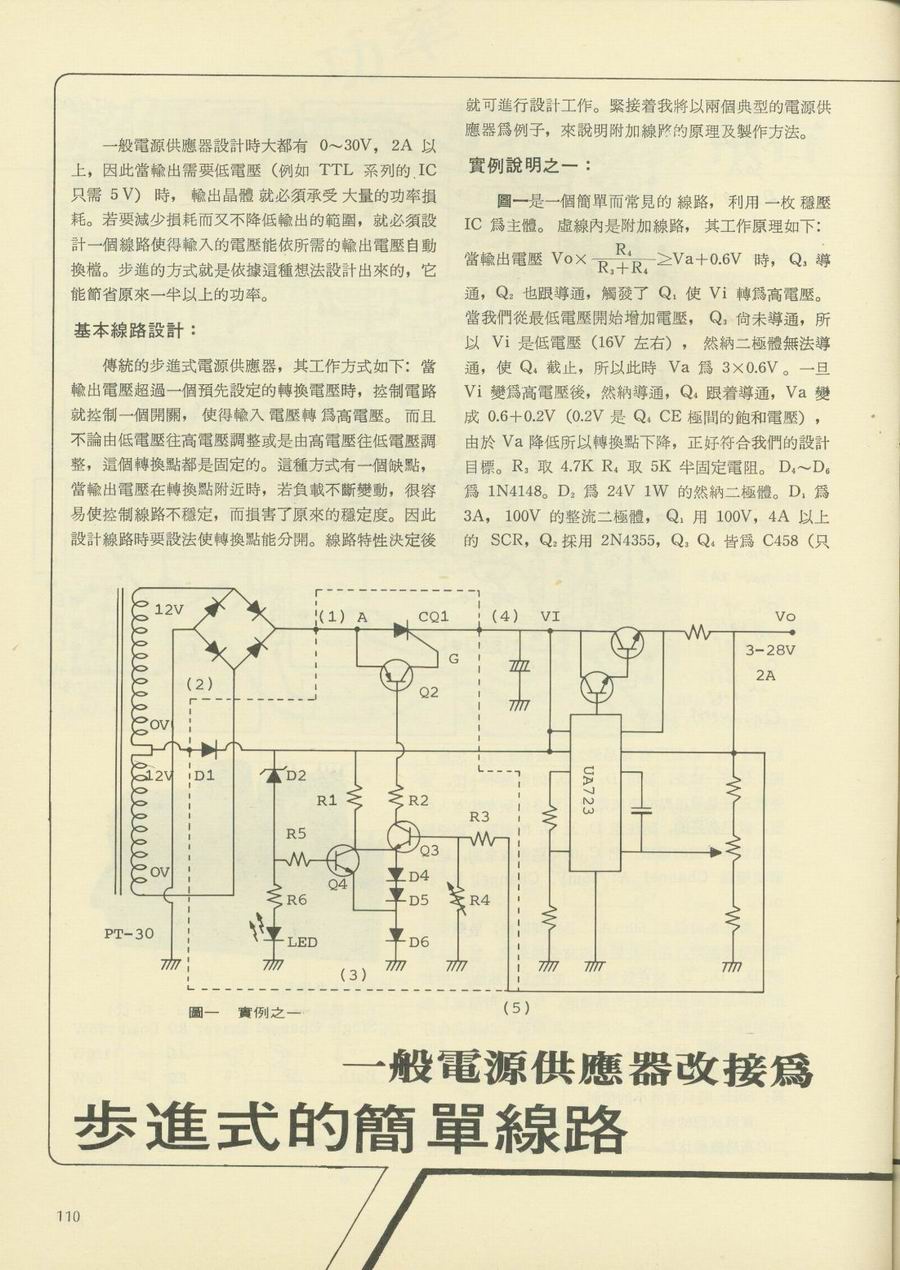 一般電源供應器設計時大都有 0～30V, 2A 以
上，因此當輸出需要低電壓（例如 TTL 系列的 IC
只需 5V）時， 輸出晶體 就必須承受 大量的功率損
耗。若要減少損耗而又不降低輸出的範圍，就必須設
計一個線路使得輸入的電壓能依所需的輸出電壓自動
換檔。步進的方式就是依據這種想法設計出來的，它
能節省原來一半以上的功率。
基本線路設計：
傳統的步進式電源供應器，其工作方式如下：當
輸出電壓超過一個預先設定的轉換電壓時，控制電路
就控制一個開關， 使得輸入 電壓轉 爲高電壓。 而且
不論由低電壓往高電壓調整或是由高電壓往低電壓調
整，這個轉換點都是固定的。這種方式有一個缺點，
當輸出電壓在轉換點附近時，若負載不斷變動，很容
易使控制線路不穩定，而損害了原來的穩定度。因此
設計線路時要設法使轉換點能分開。線路特性決定後
就可進行設計工作。緊接着我將以兩個典型的電源供
應器爲例子，來說明附加線路的原理及製作方法。
實例說明之一：
圖一是一個簡單而常見的 線路， 利用 一枚 穩壓
IC 爲主體。 虛線內是附加線路， 其工作原理如下：
當輸出電壓 Vo× R₄/(R₃+R₄) ≥Va+0.6V 時， Q₃ 導
通，Q₂ 也跟導通，觸發了 Q₁ 使 Vi 轉爲高電壓。
當我們從最低電壓開始增加電壓， Q₃ 尙未導通，所
以 Vi 是低電壓（16V 左右）， 然納二極體無法導
通，使 Q₄ 截止，所以此時 Va 爲 3×0.6V。一旦
Vi 變爲高電壓後，然納導通，Q₄ 跟着導通，Va 變
成 0.6+0.2V（0.2V 是 Q₄ CE 極間的飽和電壓），
由於 Va 降低所以轉換點下降，正好符合我們的設計
目標。R₃ 取 4.7K R₄ 取 5K 半固定電阻。 D₄～D₆
爲 1N4148。D₂ 爲 24V 1W 的然納二極體。D₁ 爲
3A, 100V 的整流二極體， Q₁ 用 100V, 4A 以上
的 SCR，Q₂ 採用 2N4355，Q₃ Q₄ 皆爲 C458（只
12V
(1) A
CQ1
(4) VI
Vo
G
3-28V
2A
(2)
Q2
OV
12V
D1
D2
UA723
R1
R2
R3
R5
Q3
Q4
D4
OV
R6
D5
R4
PT-30
LED
D6
(3)
(5)
圖一 實例之一
一般電源供應器改接爲
步進式的簡單線路
110